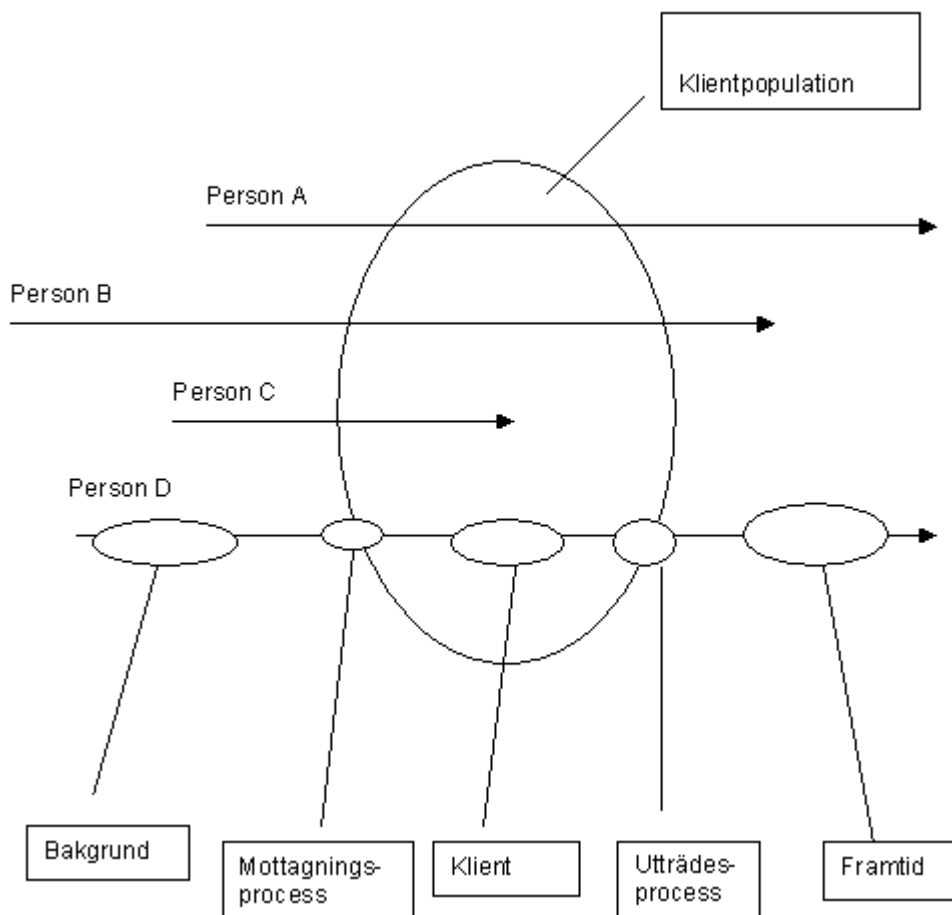 Klientpopulation
Person A
Person B
Person C
Person D
Bakgrund
Mottagnings-
process
Klient
Utträdes-
process
Framtid